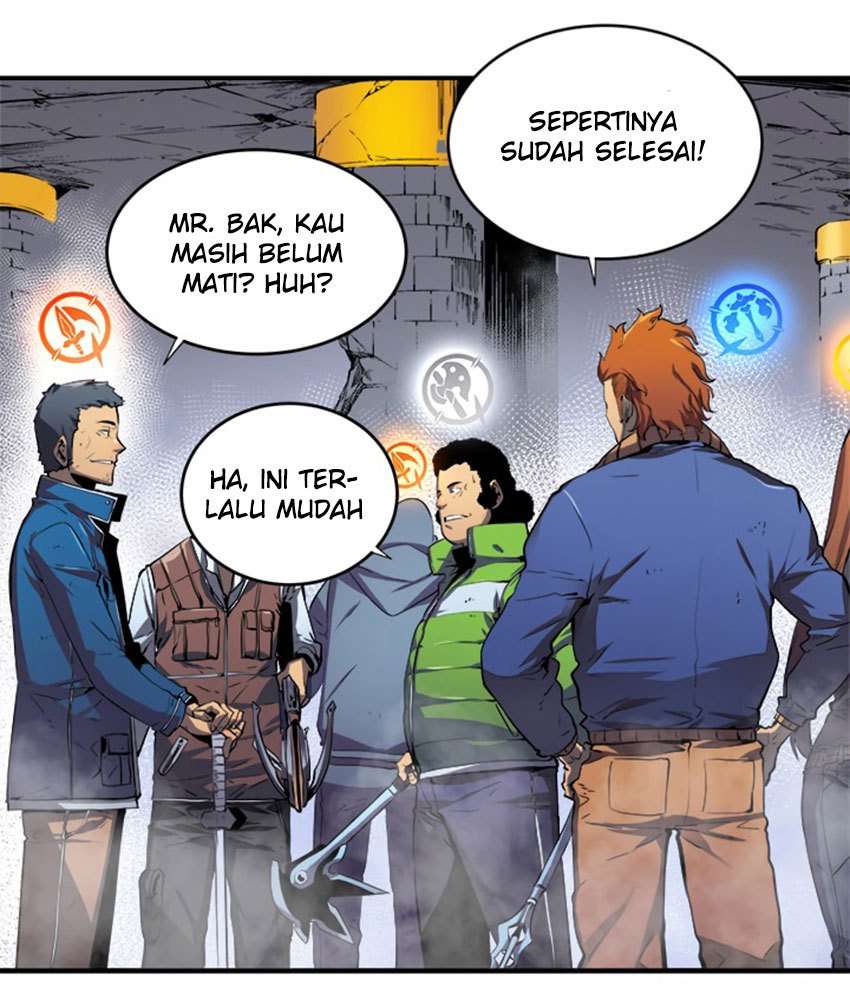 SEPERTINYA
SUDAH SELESAI!
MR. BAK, KAU
MASIH BELUM
MATI? HUH?
HA, INI TER-
LALU MUDAH